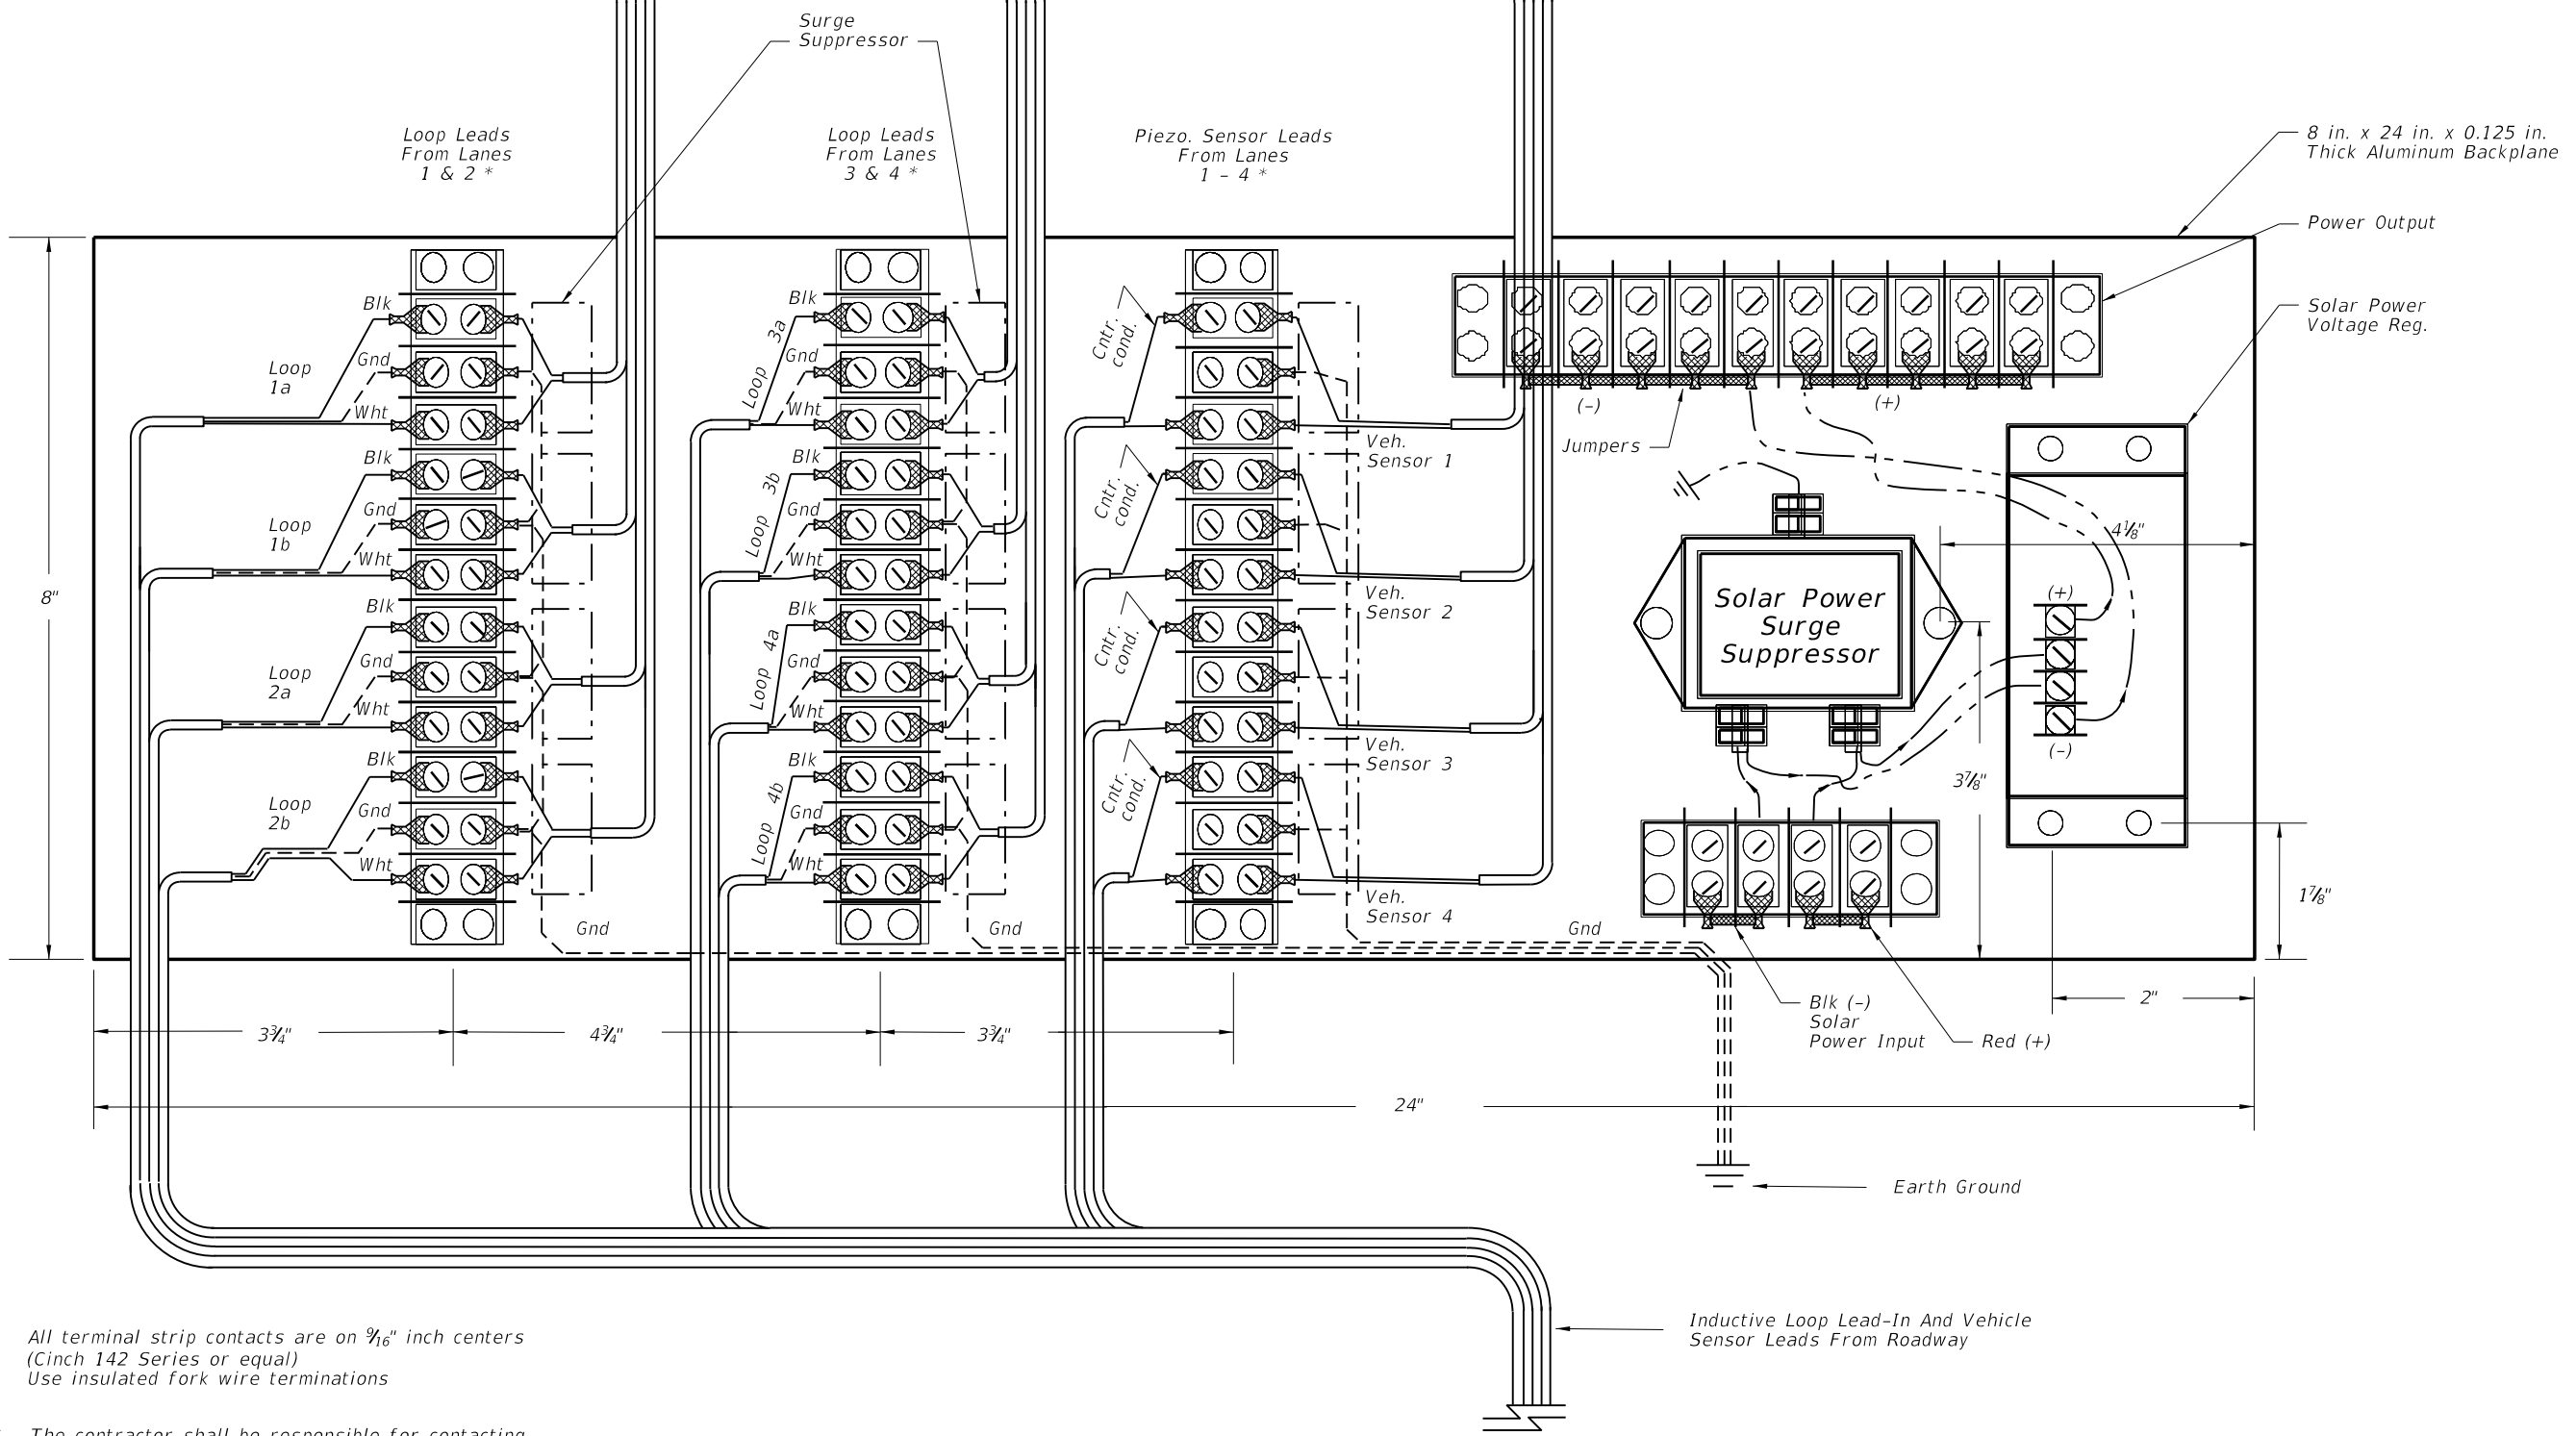 Surge
Suppressor
Loop Leads
From Lanes
1 & 2 *
Loop Leads
From Lanes
3 & 4 *
Piezo. Sensor Leads
From Lanes
1 - 4 *
8 in. x 24 in. x 0.125 in.
Thick Aluminum Backplane
Power Output
Solar Power
Voltage Reg.
8"
Blk
Gnd
Wht
Loop
1a
Blk
Gnd
Wht
Loop
1b
Blk
Gnd
Wht
Loop
2a
Blk
Gnd
Wht
Loop
2b
Gnd
Blk
Gnd
Wht
Loop 3a
Blk
Gnd
Wht
Loop 3b
Blk
Gnd
Wht
Loop 4a
Blk
Gnd
Wht
Loop 4b
Gnd
Cntr.
cond.
Cntr.
cond.
Cntr.
cond.
Cntr.
cond.
Veh.
Sensor 1
Veh.
Sensor 2
Veh.
Sensor 3
Veh.
Sensor 4
Gnd
(-)
(+)
Jumpers
Solar Power
Surge
Suppressor
4⅛"
(+)
(-)
3⅞"
1⅞"
2"
Blk (-)
Solar
Power Input
Red (+)
3¾"
4¾"
3¾"
24"
Earth Ground
Inductive Loop Lead-In And Vehicle
Sensor Leads From Roadway
All terminal strip contacts are on 9/16" inch centers
(Cinch 142 Series or equal)
Use insulated fork wire terminations
The contractor shall be responsible for contacting